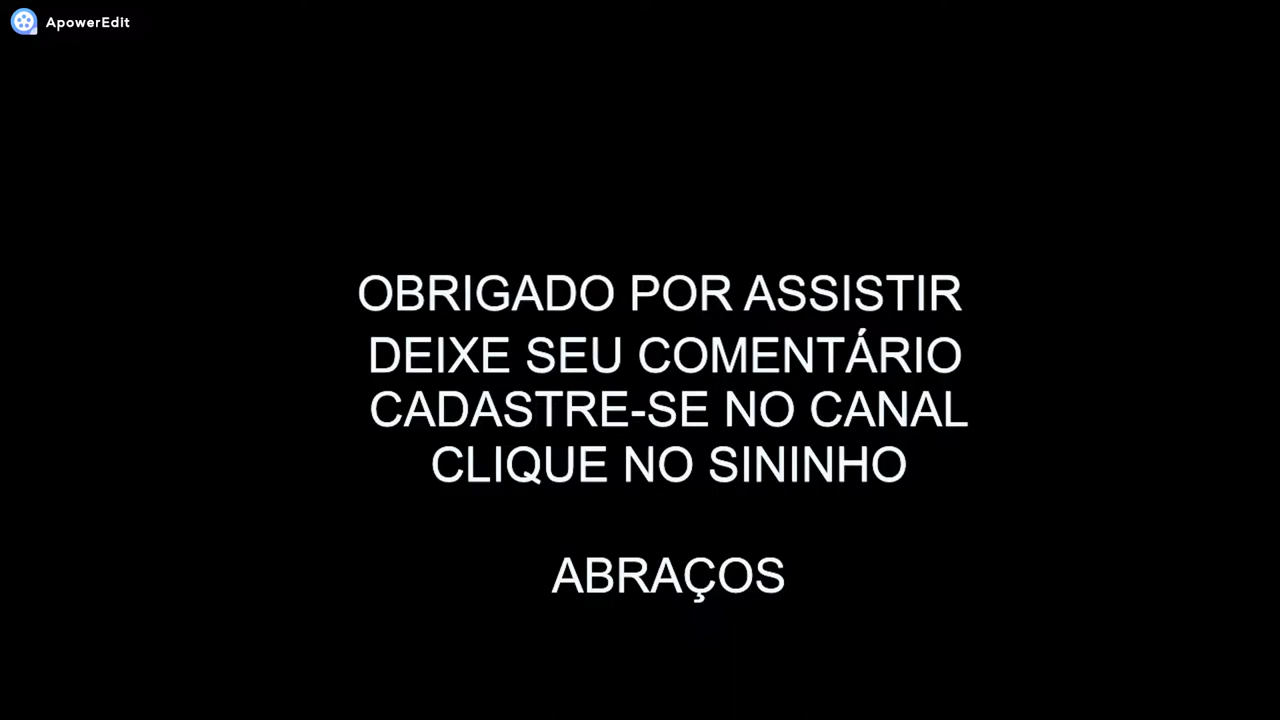 ApowerEdit
OBRIGADO POR ASSISTIR
DEIXE SEU COMENTÁRIO
CADASTRE-SE NO CANAL
CLIQUE NO SININHO
ABRAÇOS